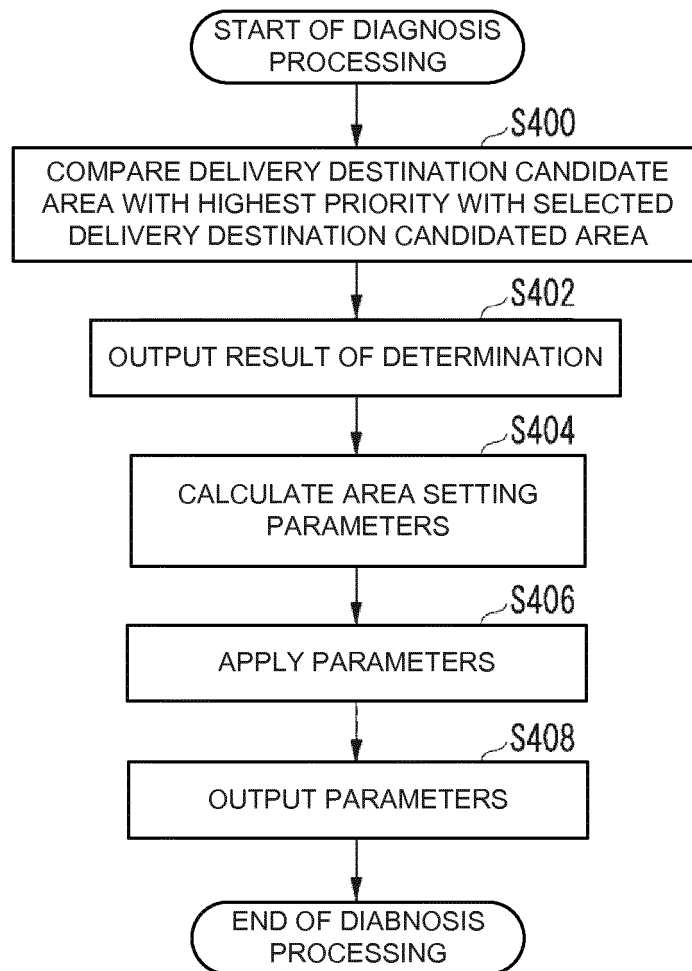 START OF DIAGNOSIS
PROCESSING
S400
COMPARE DELIVERY DESTINATION CANDIDATE
AREA WITH HIGHEST PRIORITY WITH SELECTED
DELIVERY DESTINATION CANDIDATED AREA
S402
OUTPUT RESULT OF DETERMINATION
S404
CALCULATE AREA SETTING
PARAMETERS
S406
APPLY PARAMETERS
S408
OUTPUT PARAMETERS
END OF DIABNOSIS
PROCESSING